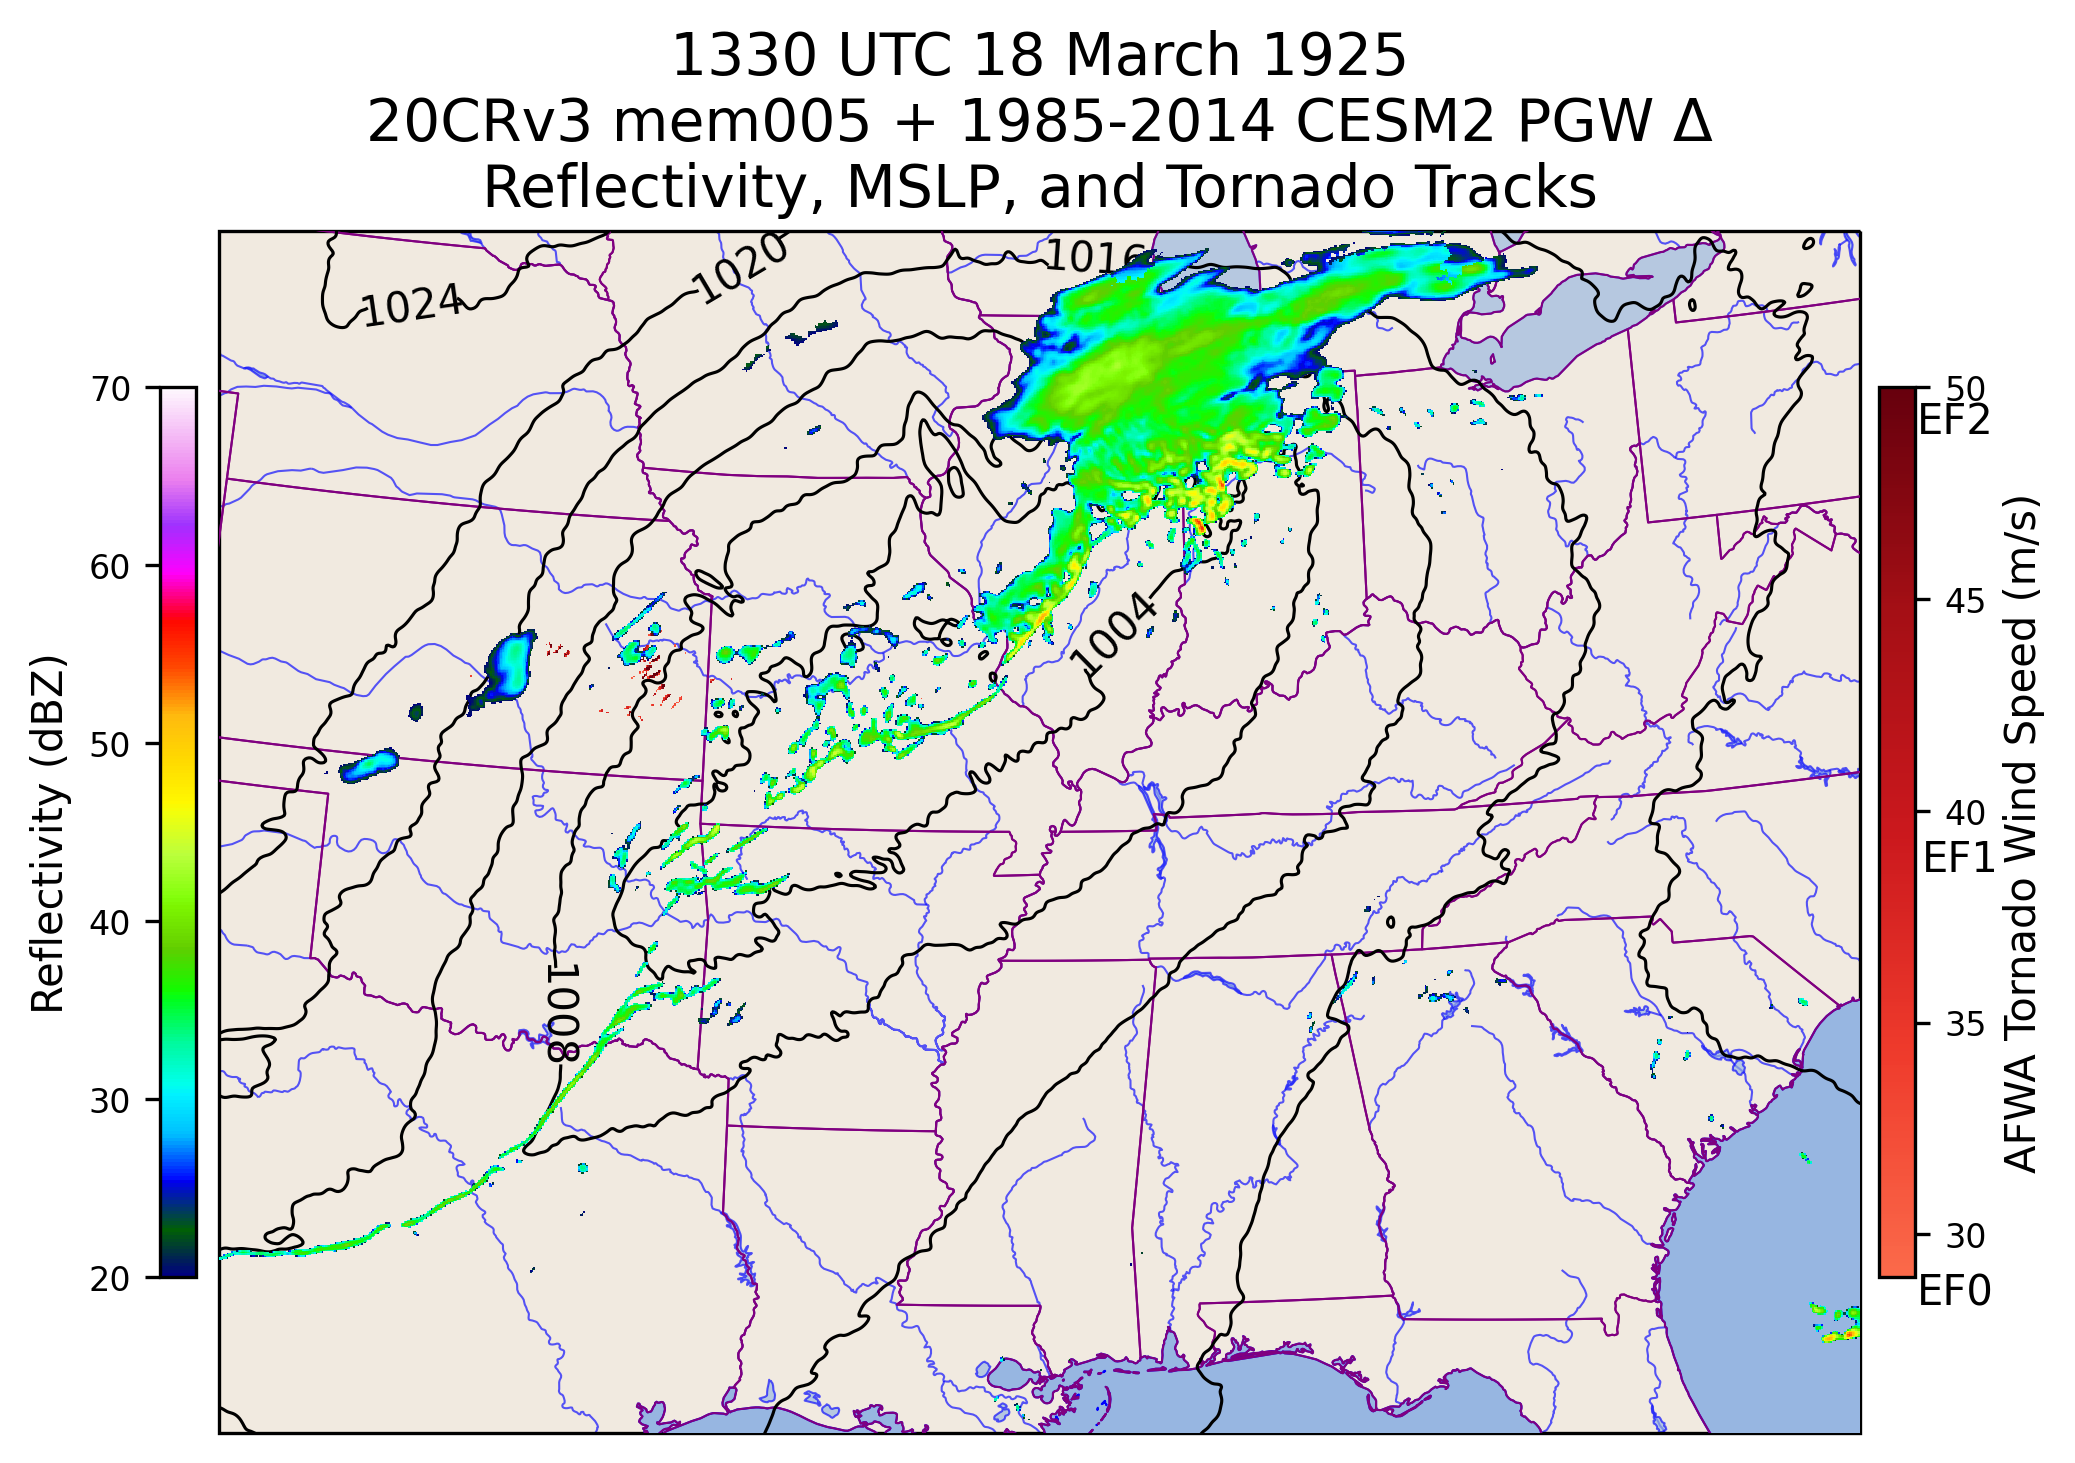 1330 UTC 18 March 1925
20CRv3 mem005 + 1985-2014 CESM2 PGW Δ
Reflectivity, MSLP, and Tornado Tracks
1024
1020
1016
1004
1008
70
60
50
40
30
20
Reflectivity (dBZ)
50
EF2
45
40
EF1
35
30
EF0
AFWA Tornado Wind Speed (m/s)